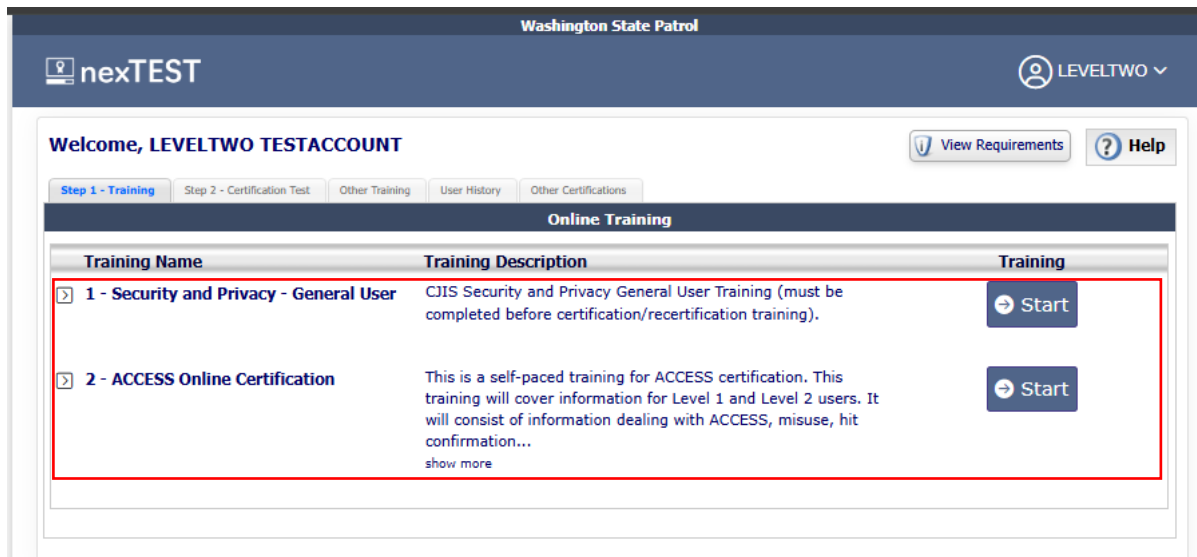 Washington State Patrol
nexTEST
LEVELTWO
Welcome, LEVELTWO TESTACCOUNT
View Requirements
Help
Step 1 - Training
Step 2 - Certification Test
Other Training
User History
Other Certifications
Online Training
Training Name
Training Description
Training
1 - Security and Privacy - General User
CJIS Security and Privacy General User Training (must be
completed before certification/recertification training).
Start
2 - ACCESS Online Certification
This is a self-paced training for ACCESS certification. This
training will cover information for Level 1 and Level 2 users. It
will consist of information dealing with ACCESS, misuse, hit
confirmation...
show more
Start